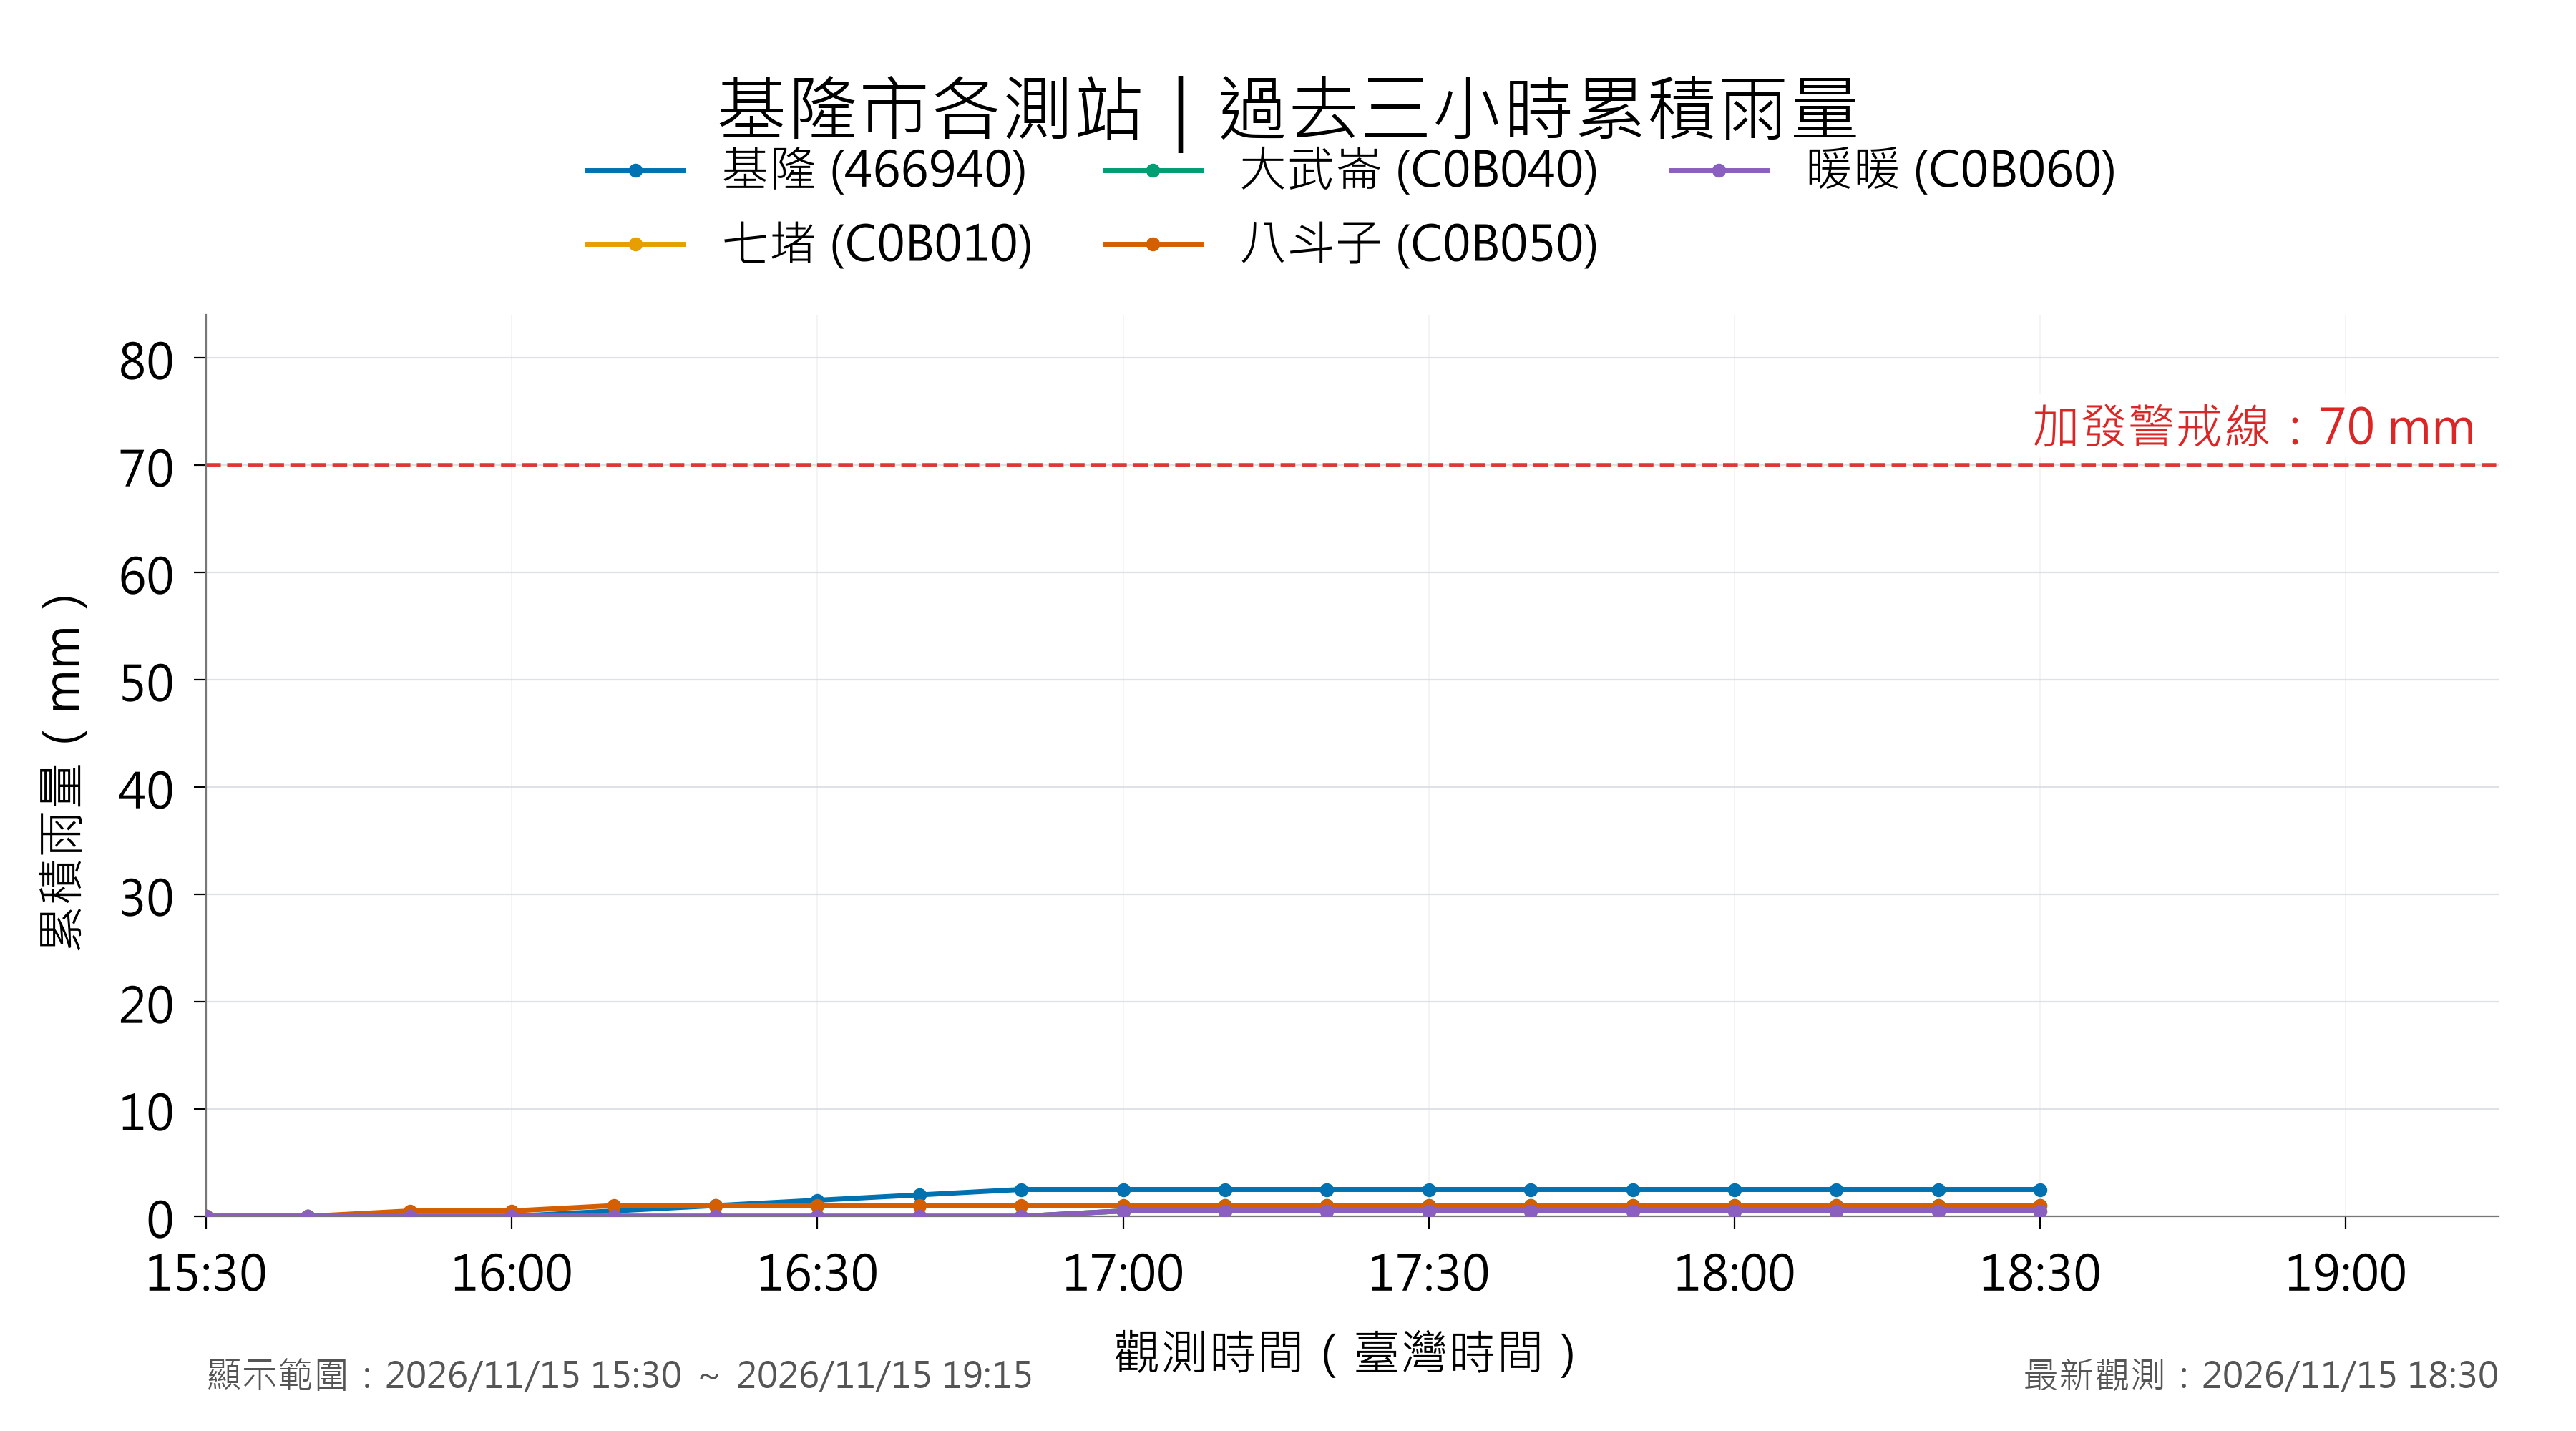 基隆市各測站｜過去三小時累積雨量
基隆 (466940) 大武崙 (C0B040) 暖暖 (C0B060)
七堵 (C0B010) 八斗子 (C0B050)
80
加發警戒線：70 mm
70
60
50
40
30
20
10
0
累積雨量（mm）
15:30 16:00 16:30 17:00 17:30 18:00 18:30 19:00
觀測時間（臺灣時間）
顯示範圍：2026/11/15 15:30 ~ 2026/11/15 19:15
最新觀測：2026/11/15 18:30